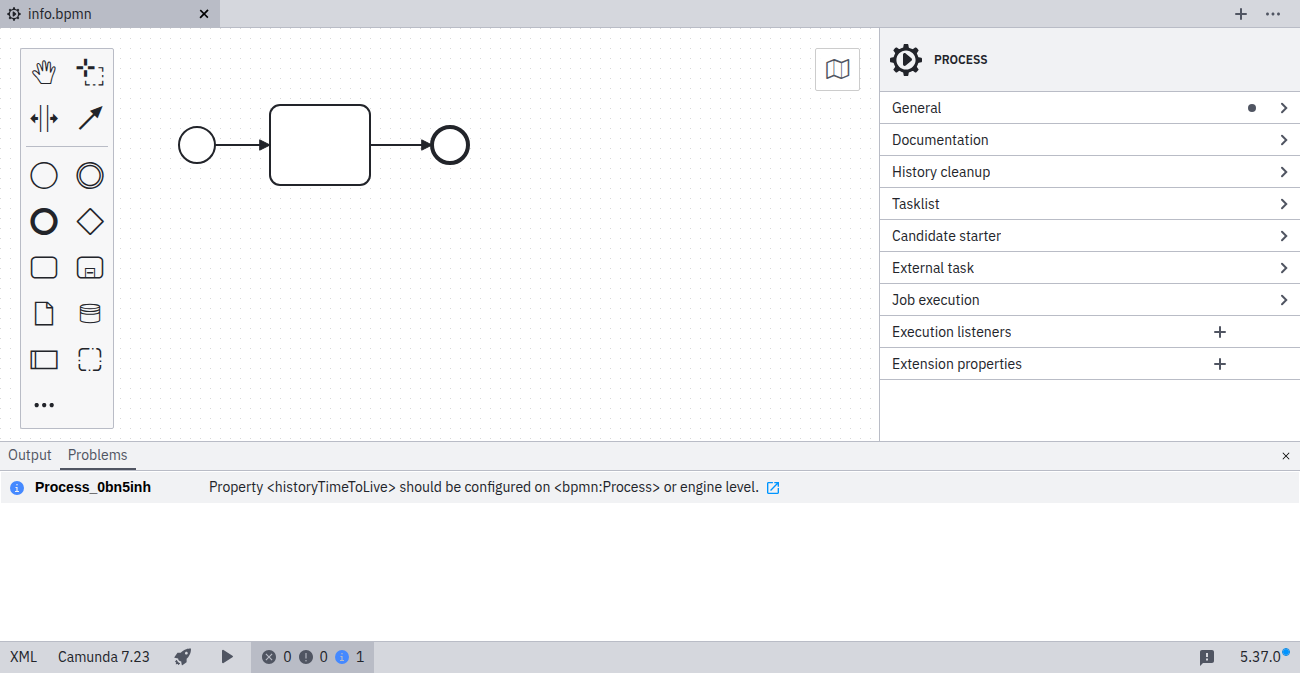 info.bpmn
PROCESS
General
Documentation
History cleanup
Tasklist
Candidate starter
External task
Job execution
Execution listeners
Extension properties
Output Problems
Process_0bn5inh Property <historyTimeToLive> should be configured on <bpmn:Process> or engine level.
XML Camunda 7.23 0 0 1 5.37.0